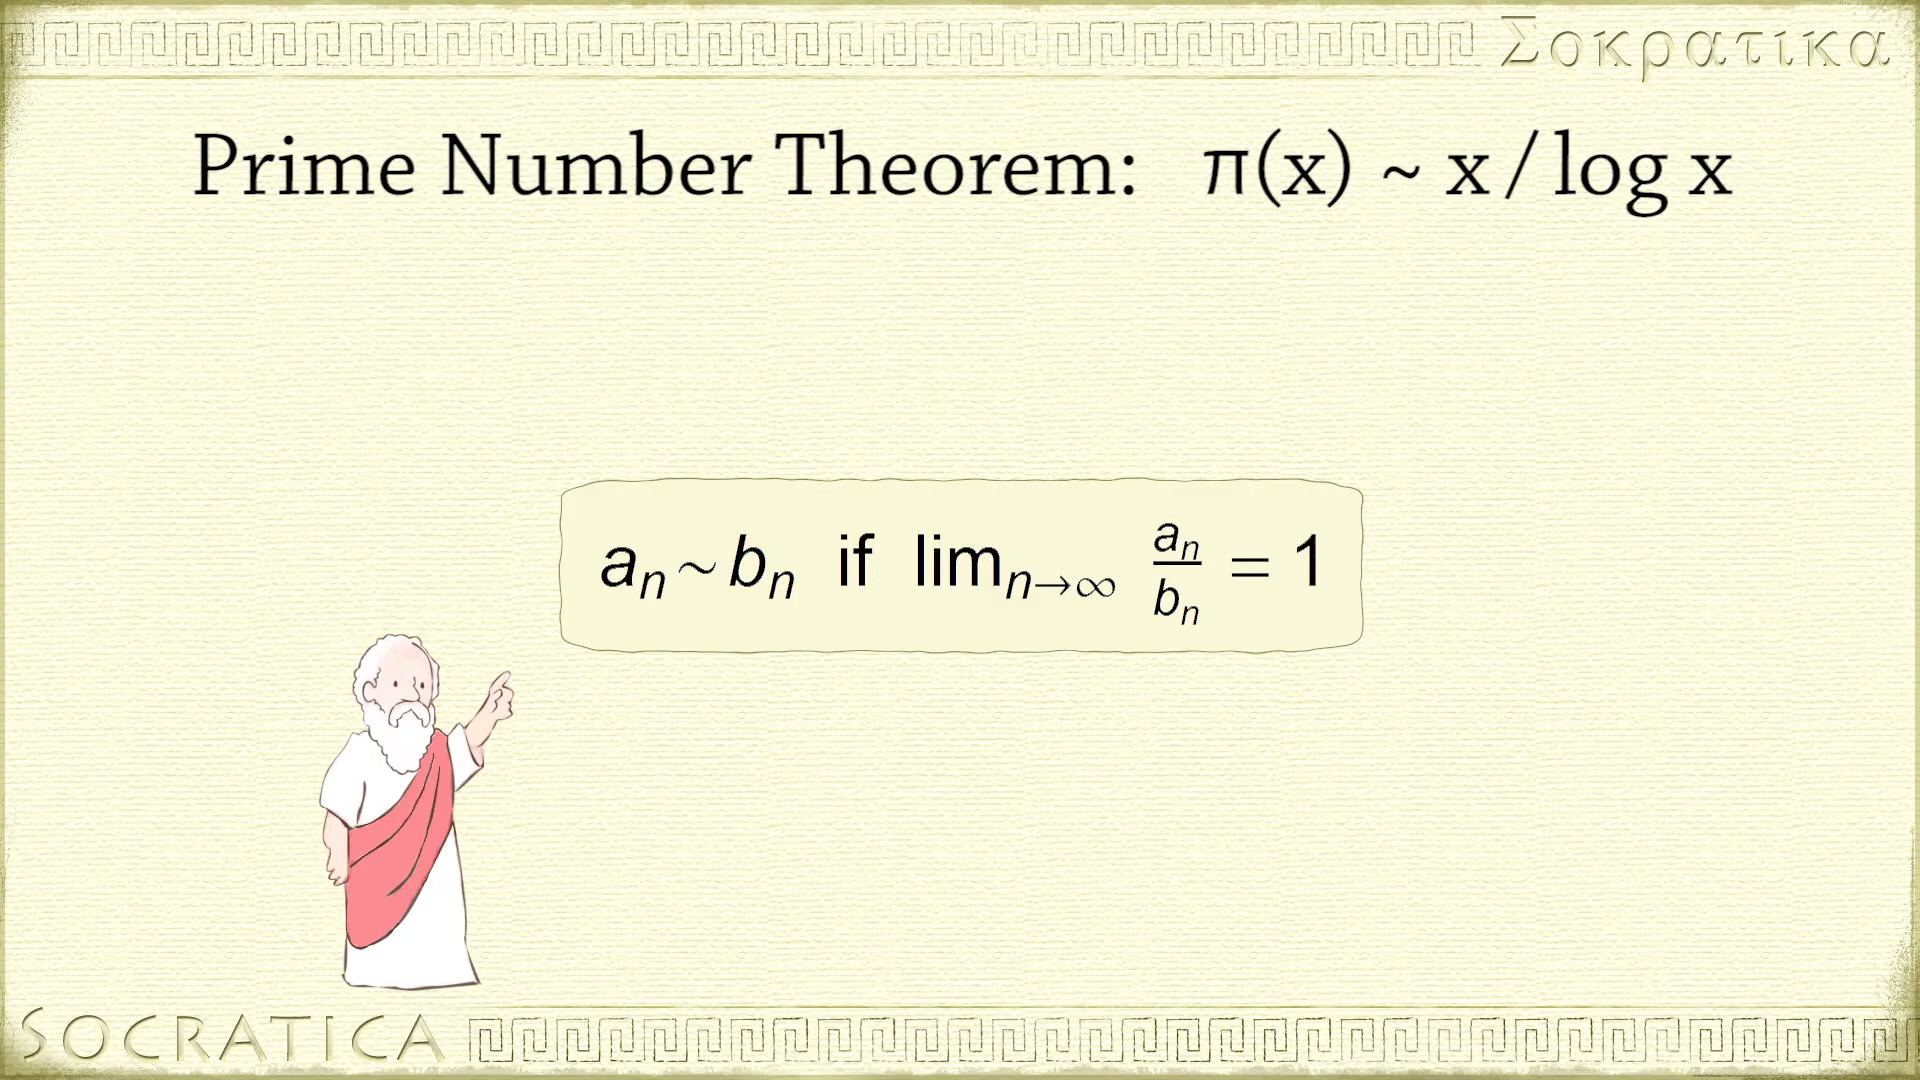 Σοκρατικα
Prime Number Theorem: π(x) ~ x / log x
aₙ ~ bₙ if limₙ→∞ aₙ/bₙ = 1
SOCRATICA